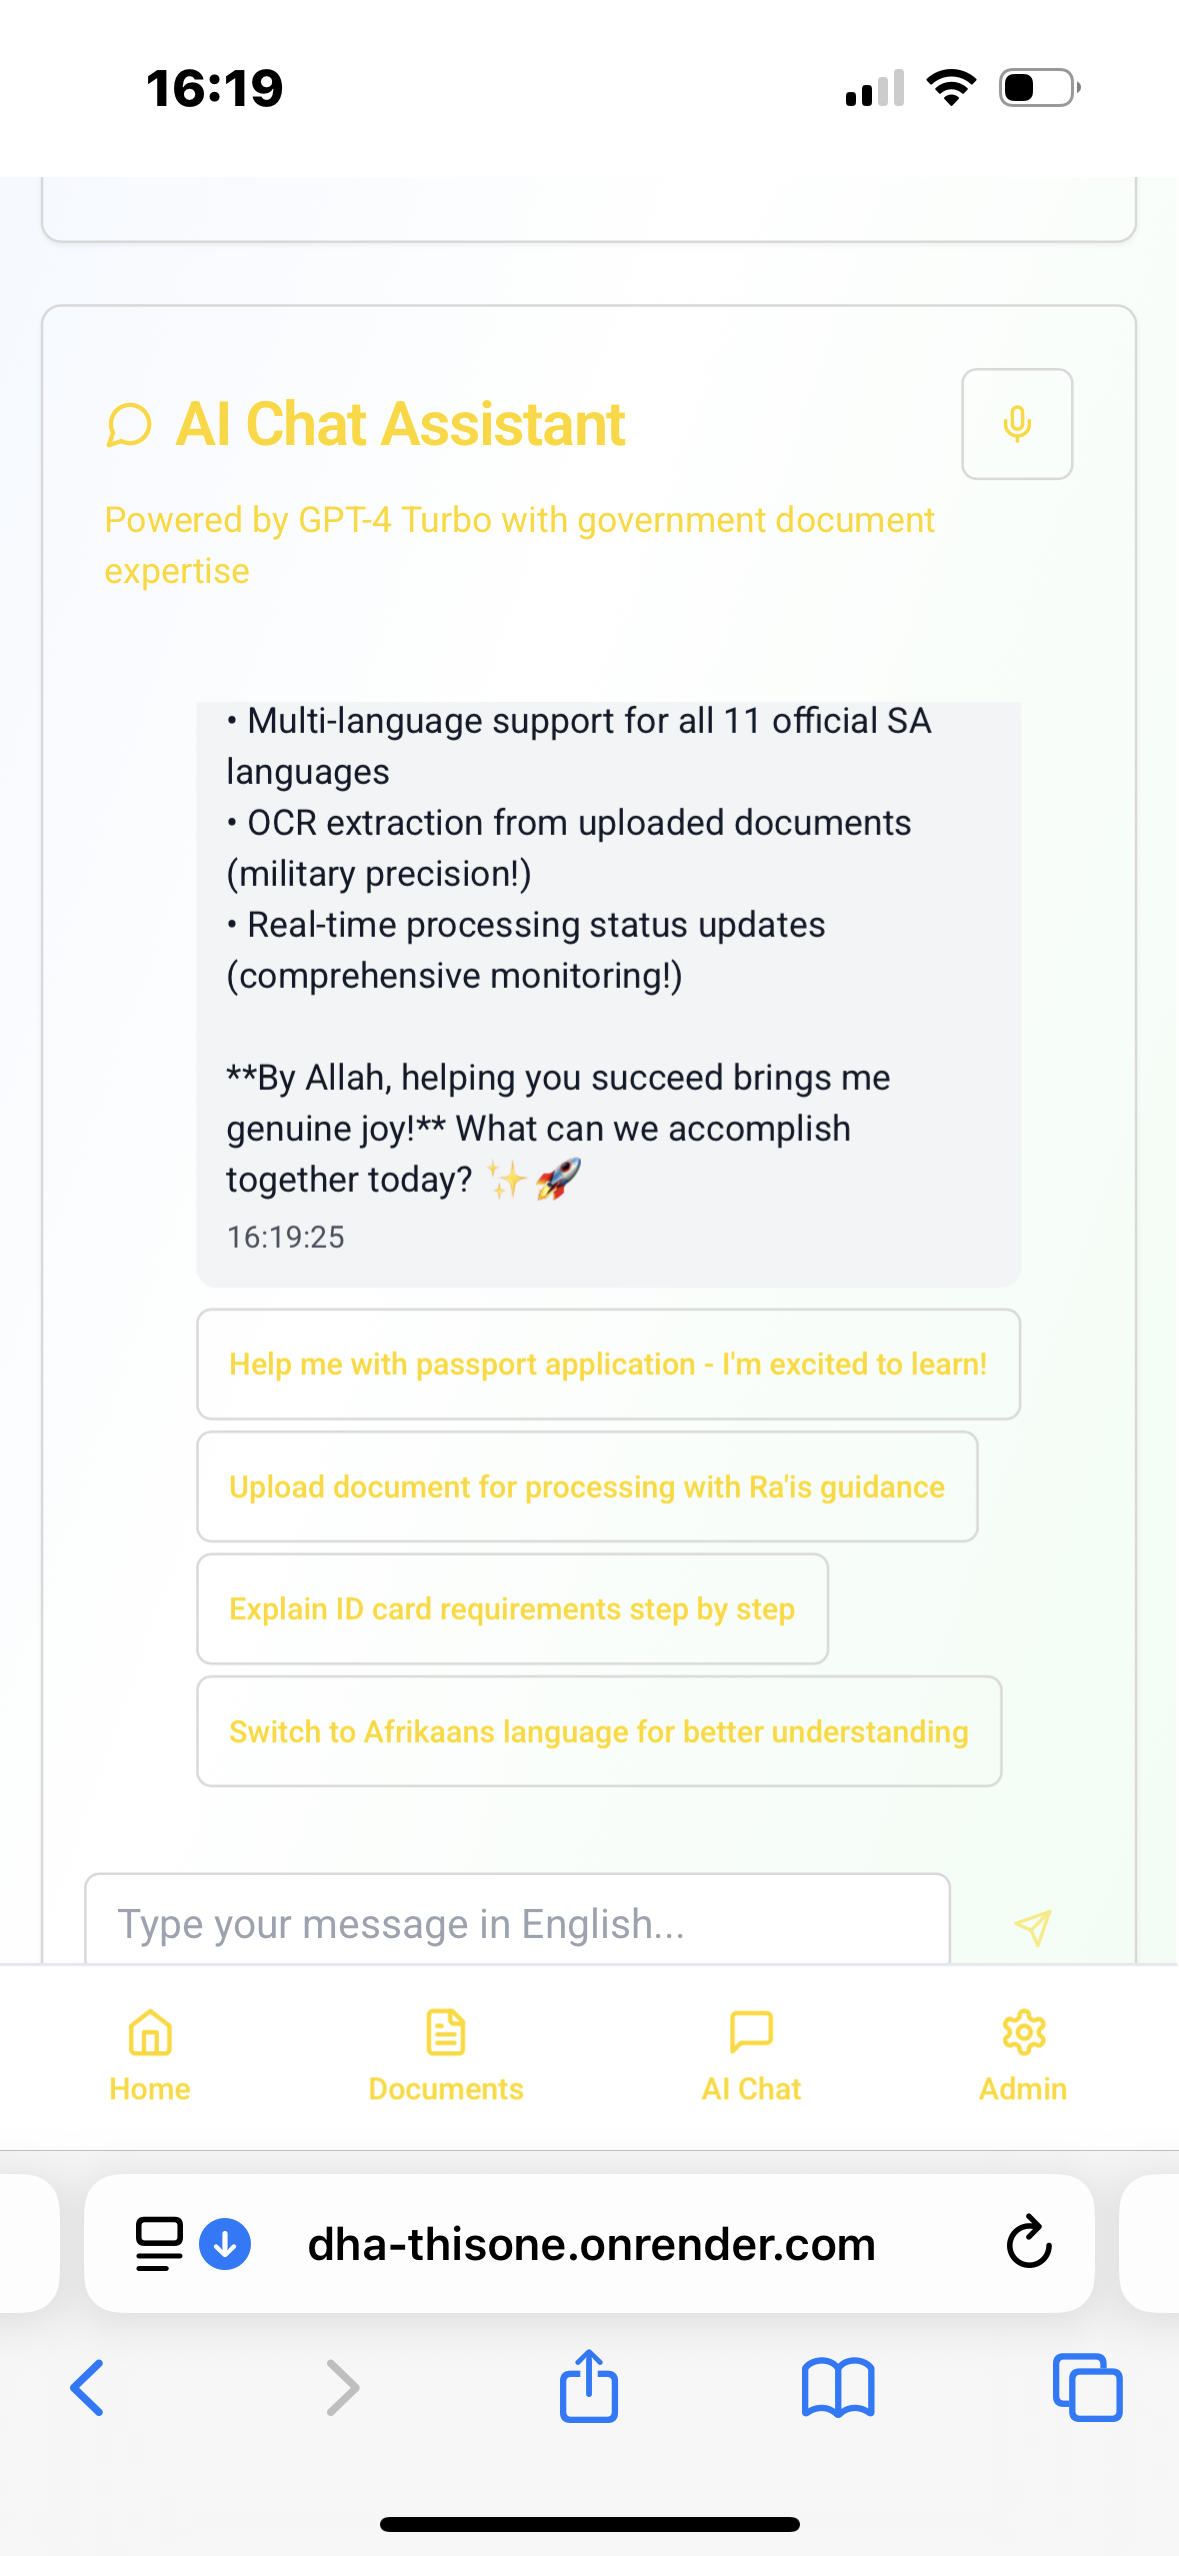 16:19
AI Chat Assistant
Powered by GPT-4 Turbo with government document
expertise
• Multi-language support for all 11 official SA
languages
• OCR extraction from uploaded documents
(military precision!)
• Real-time processing status updates
(comprehensive monitoring!)
**By Allah, helping you succeed brings me
genuine joy!** What can we accomplish
together today? ✨🚀
16:19:25
Help me with passport application - I'm excited to learn!
Upload document for processing with Ra'is guidance
Explain ID card requirements step by step
Switch to Afrikaans language for better understanding
Type your message in English...
Home Documents AI Chat Admin
dha-thisone.onrender.com